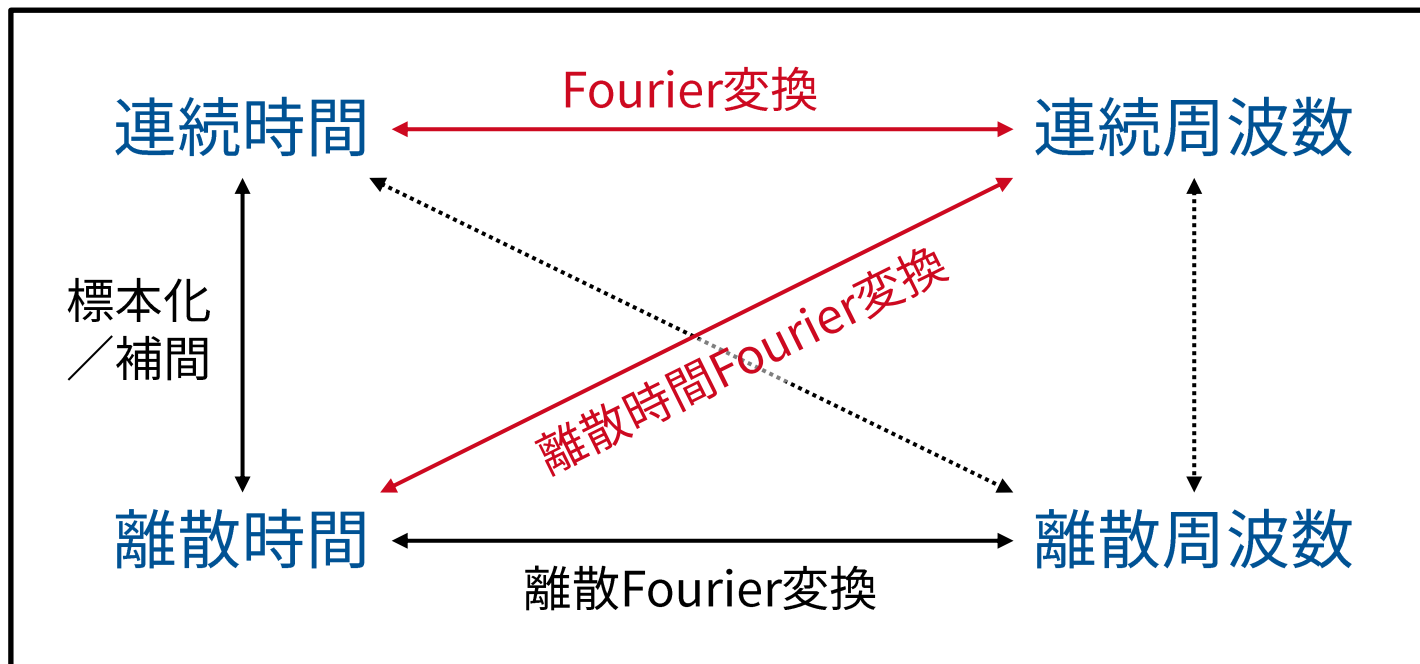 Fourier変換
連続時間
連続周波数
標本化
／補間
離散時間Fourier変換
離散時間
離散周波数
離散Fourier変換